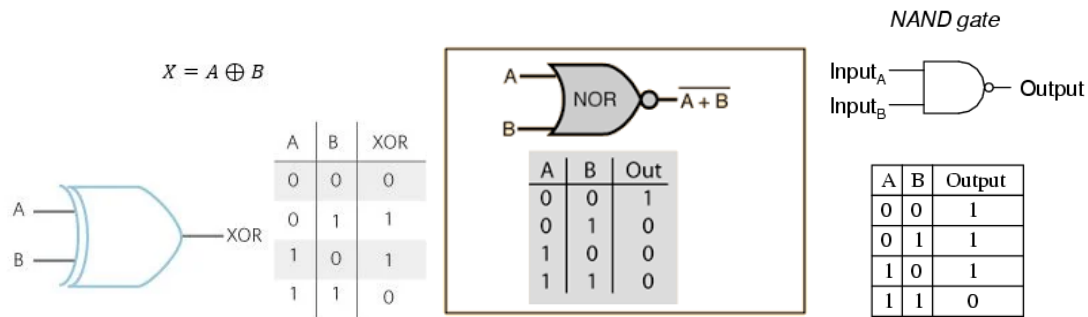 X = A ⊕ B
A B XOR
0 0 0
0 1 1
1 0 1
1 1 0
A
B
XOR
A
B
NOR
A + B
A B Out
0 0 1
0 1 0
1 0 0
1 1 0
NAND gate
Input_A
Input_B
Output
A B Output
0 0 1
0 1 1
1 0 1
1 1 0